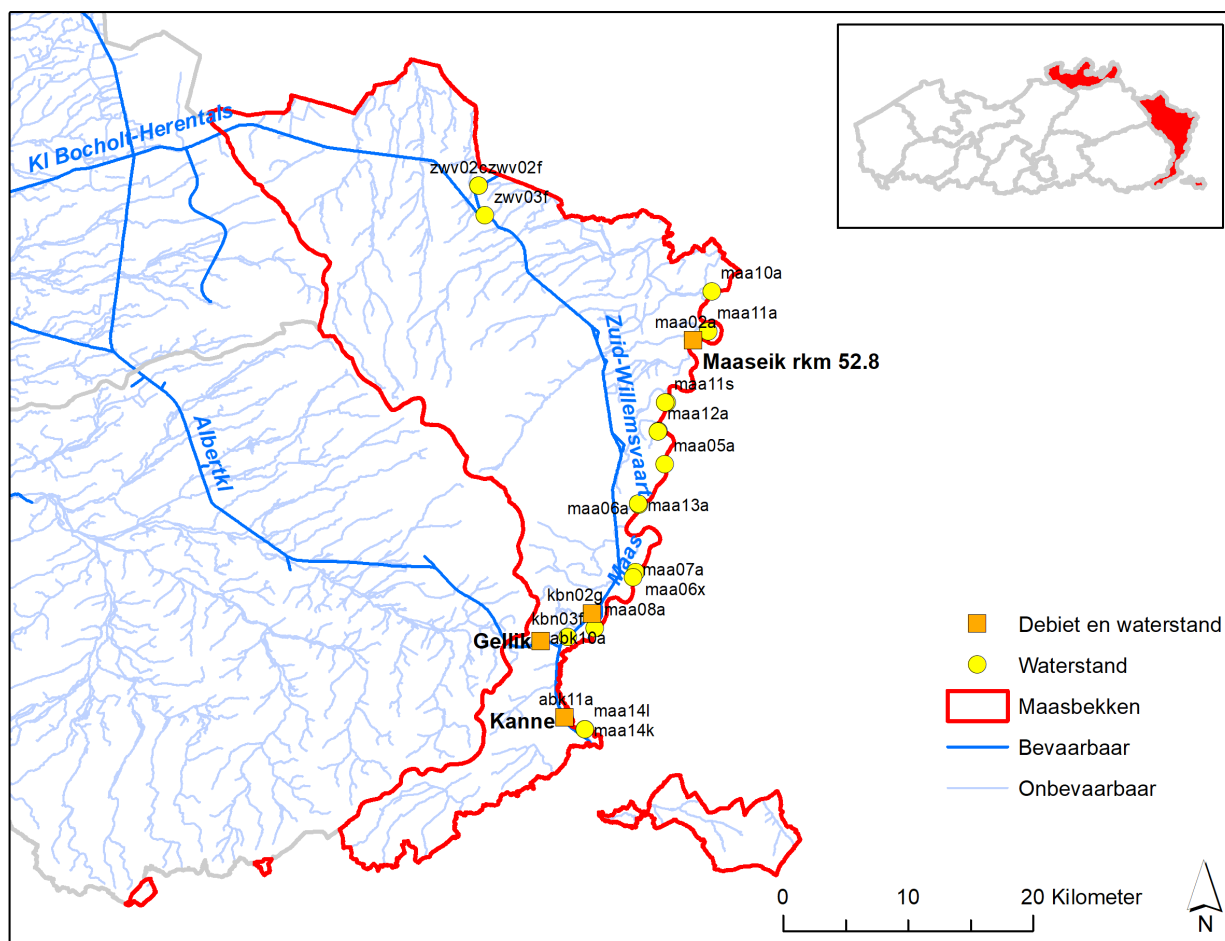 Kl Bocholt-Herentals
zwv02czwv02f
zwv03f
maa10a
maa11a
maa02a
Maaseik rkm 52.8
Zuid-Willemsvaart
maa11s
maa12a
Albertkl
maa05a
maa06a
maa13a
Maas
maa07a
maa06x
kbn02g
maa08a
kbn03f
Gellik
abk10a
abk11a
maa14l
Kanne
maa14k
Debiet en waterstand
Waterstand
Maasbekken
Bevaarbaar
Onbevaarbaar
0 10 20 Kilometer
N